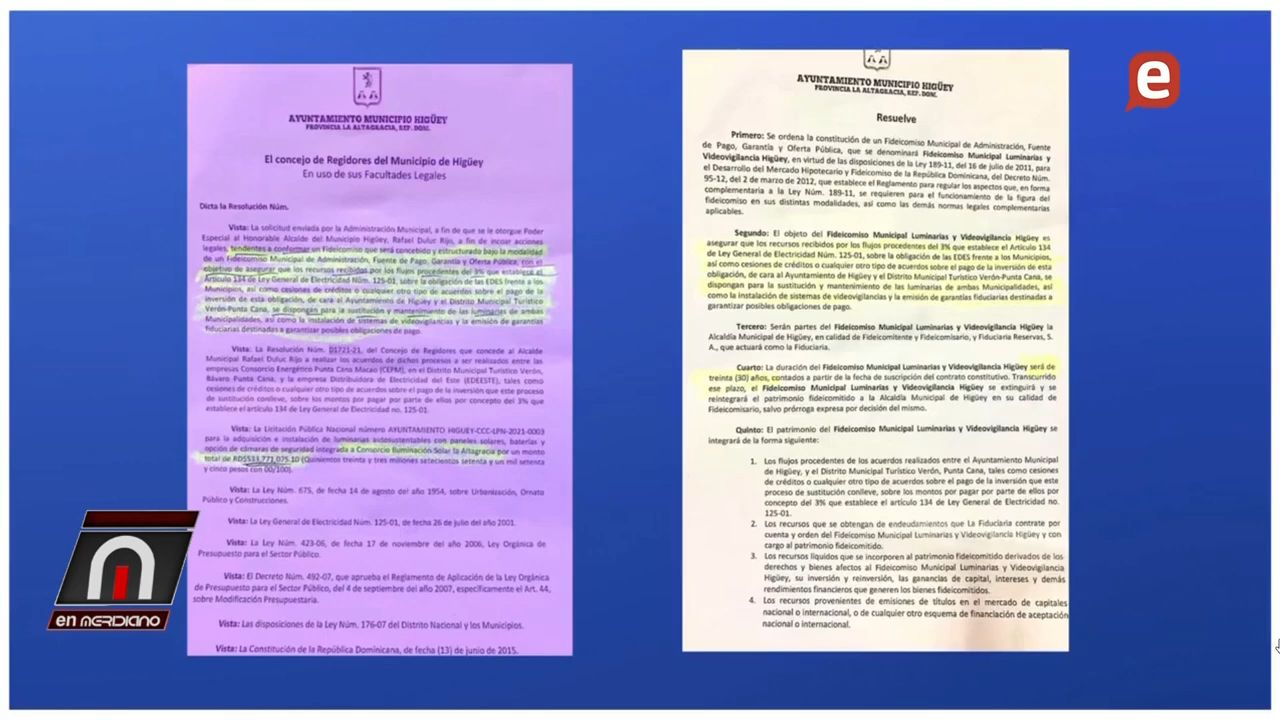 AYUNTAMIENTO MUNICIPIO HIGÜEY
PROVINCIA LA ALTAGRACIA, REP. DOM.
El concejo de Regidores del Municipio de Higüey
En uso de sus Facultades Legales
Dicta la Resolución Núm.
Vista: La solicitud enviada por la Administración Municipal, a fin de que se le otorgue Poder
Especial al Honorable Alcalde del Municipio Higüey, Rafael Duluc Rijo, a fin de incoar acciones
legales, tendentes a conformar un Fideicomiso que será concebido y estructurado bajo la modalidad
de un Fideicomiso Municipal de Administración, Fuente de Pago, Garantía y Oferta Pública, con el
objetivo de asegurar que los recursos recibidos por los flujos procedentes del 3% que establece el
Artículo 134 de Ley General de Electricidad Núm. 125-01, sobre la obligación de las EDES frente a los
Municipios, así como cesiones de créditos o cualquier otro tipo de acuerdos sobre el pago de la
inversión de esta obligación, de cara al Ayuntamiento de Higüey y el Distrito Municipal Turístico
Verón-Punta Cana, se dispongan para la sustitución y mantenimiento de las luminarias de ambas
Municipalidades, así como la instalación de sistemas de videovigilancia y la emisión de garantías
fiduciarias destinadas a garantizar posibles obligaciones de pago.
Vista: La Resolución Núm. 01721-21, del Concejo de Regidores que concede al Alcalde
Municipal Rafael Duluc Rijo a realizar los acuerdos de dichos procesos a ser realizados entre las
empresas Consorcio Energético Punta Cana Macao (CEPM), en el Distrito Municipal Turístico Verón,
Bávaro Punta Cana, y la empresa Distribuidora de Electricidad del Este (EDEESTE), tales como
cesiones de créditos o cualquier otro tipo de acuerdos sobre el pago de la inversión que este proceso
de sustitución conlleve, sobre los montos por pagar por parte de ellos por concepto del 3% que
establece el artículo 134 de Ley General de Electricidad no. 125-01.
Vista: La Licitación Pública Nacional número AYUNTAMIENTO HIGUEY-CCC-LPN-2021-0003
para la adquisición e instalación de luminarias autosustentables con paneles solares, baterías y
opción de cámaras de seguridad integrada a Consorcio Iluminación Solar la Altagracia por un monto
total de RD$533,771,075.10 (Quinientos treinta y tres millones setecientos setenta y un mil setenta
y cinco pesos con 00/100).
Vista: La Ley Núm. 675, de fecha 14 de agosto del año 1954, sobre Urbanización, Ornato
Público y Construcciones.
Vista: La Ley General de Electricidad Núm. 125-01, de fecha 26 de julio del año 2001.
Vista: La Ley Núm. 423-06, de fecha 17 de noviembre del año 2006, Ley Orgánica de
Presupuesto para el Sector Público.
Vista: El Decreto Núm. 492-07, que aprueba el Reglamento de Aplicación de la Ley Orgánica
de Presupuesto para el Sector Público, del 4 de septiembre del año 2007, específicamente el Art. 44,
sobre Modificación Presupuestaria.
Vista: Las disposiciones de la Ley Núm. 176-07 del Distrito Nacional y los Municipios.
Vista: La Constitución de la República Dominicana, de fecha (13) de junio de 2015.
AYUNTAMIENTO MUNICIPIO HIGÜEY
PROVINCIA LA ALTAGRACIA, REP. DOM.
Resuelve
Primero: Se ordena la constitución de un Fideicomiso Municipal de Administración, Fuente
de Pago, Garantía y Oferta Pública, que se denominará Fideicomiso Municipal Luminarias y
Videovigilancia Higüey, en virtud de las disposiciones de la Ley 189-11, del 16 de julio de 2011, para
el Desarrollo del Mercado Hipotecario y Fideicomiso de la República Dominicana, del Decreto Núm.
95-12, del 2 de marzo de 2012, que establece el Reglamento para regular los aspectos que, en forma
complementaria a la Ley Núm. 189-11, se requieren para el funcionamiento de la figura del
fideicomiso en sus distintas modalidades, así como las demás normas legales complementarias
aplicables.
Segundo: El objeto del Fideicomiso Luminarias y Videovigilancia Higüey es
asegurar que los recursos recibidos por los flujos procedentes del 3% que establece el Artículo 134
de Ley General de Electricidad Núm. 125-01, sobre la obligación de las EDES frente a los Municipios,
así como cesiones de créditos o cualquier otro tipo de acuerdos sobre el pago de la inversión de esta
obligación, de cara al Ayuntamiento de Higüey y el Distrito Municipal Turístico Verón-Punta Cana, se
dispongan para la sustitución y mantenimiento de las luminarias de ambas Municipalidades, así
como la instalación de sistemas de videovigilancias y la emisión de garantías fiduciarias destinadas a
garantizar posibles obligaciones de pago.
Tercero: Serán partes del Fideicomiso Luminarias y Videovigilancia Higüey la
Alcaldía Municipal de Higüey, en calidad de Fideicomitente y Fideicomisario, y Fiduciaria Reservas, S.
A., que actuará como la Fiduciaria.
Cuarto: La duración del Fideicomiso Luminarias y Videovigilancia Higüey será de
treinta (30) años, contados a partir de la fecha de suscripción del contrato constitutivo. Transcurrido
ese plazo, el Fideicomiso Luminarias y Videovigilancia Higüey se extinguirá y se
reintegrará el patrimonio fideicomitido a la Alcaldía Municipal de Higüey en su calidad de
Fideicomisario, salvo prórroga expresa por decisión del mismo.
Quinto: El patrimonio del Fideicomiso Luminarias y Videovigilancia Higüey se
integrará de la forma siguiente:
1. Los flujos procedentes de los acuerdos realizados entre el Ayuntamiento Municipal
de Higüey, y el Distrito Municipal Turístico Verón, Punta Cana, tales como cesiones
de créditos o cualquier otro tipo de acuerdos sobre el pago de la inversión que este
proceso de sustitución conlleve, sobre los montos por pagar por parte de ellos por
concepto del 3% que establece el artículo 134 de Ley General de Electricidad no.
125-01.
2. Los recursos que se obtengan de endeudamientos que La Fiduciaria contrate por
cuenta y orden del Fideicomiso Luminarias y Videovigilancia Higüey y con
cargo al patrimonio fideicomitido.
3. Los recursos líquidos que se incorporen al patrimonio fideicomitido derivados de los
derechos y bienes afectos al Fideicomiso Luminarias y Videovigilancia
Higüey, su inversión y reinversión, las ganancias de capital, intereses y demás
rendimientos financieros que generen los bienes fideicomitidos.
4. Los recursos provenientes de emisiones de títulos en el mercado de capitales
nacional o internacional, o de cualquier otro esquema de financiación de aceptación
nacional o internacional.
e
en MERIDIANO